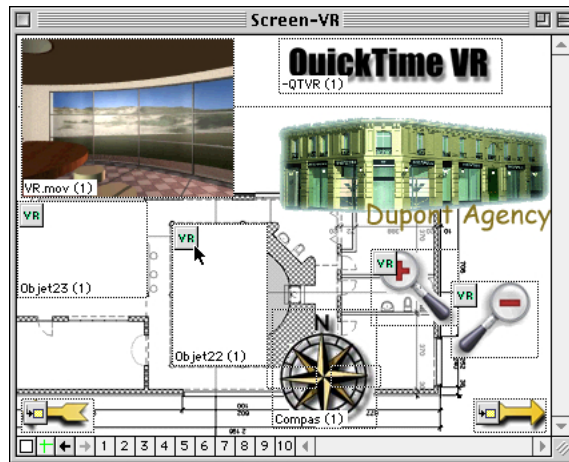 Screen-VR
QuickTime VR
-QTVR (1)
VR.mov (1)
Dupont Agency
VR
VR
VR
VR
Objet23 (1)
Objet22 (1)
N
Compas (1)
1 2 3 4 5 6 7 8 9 10